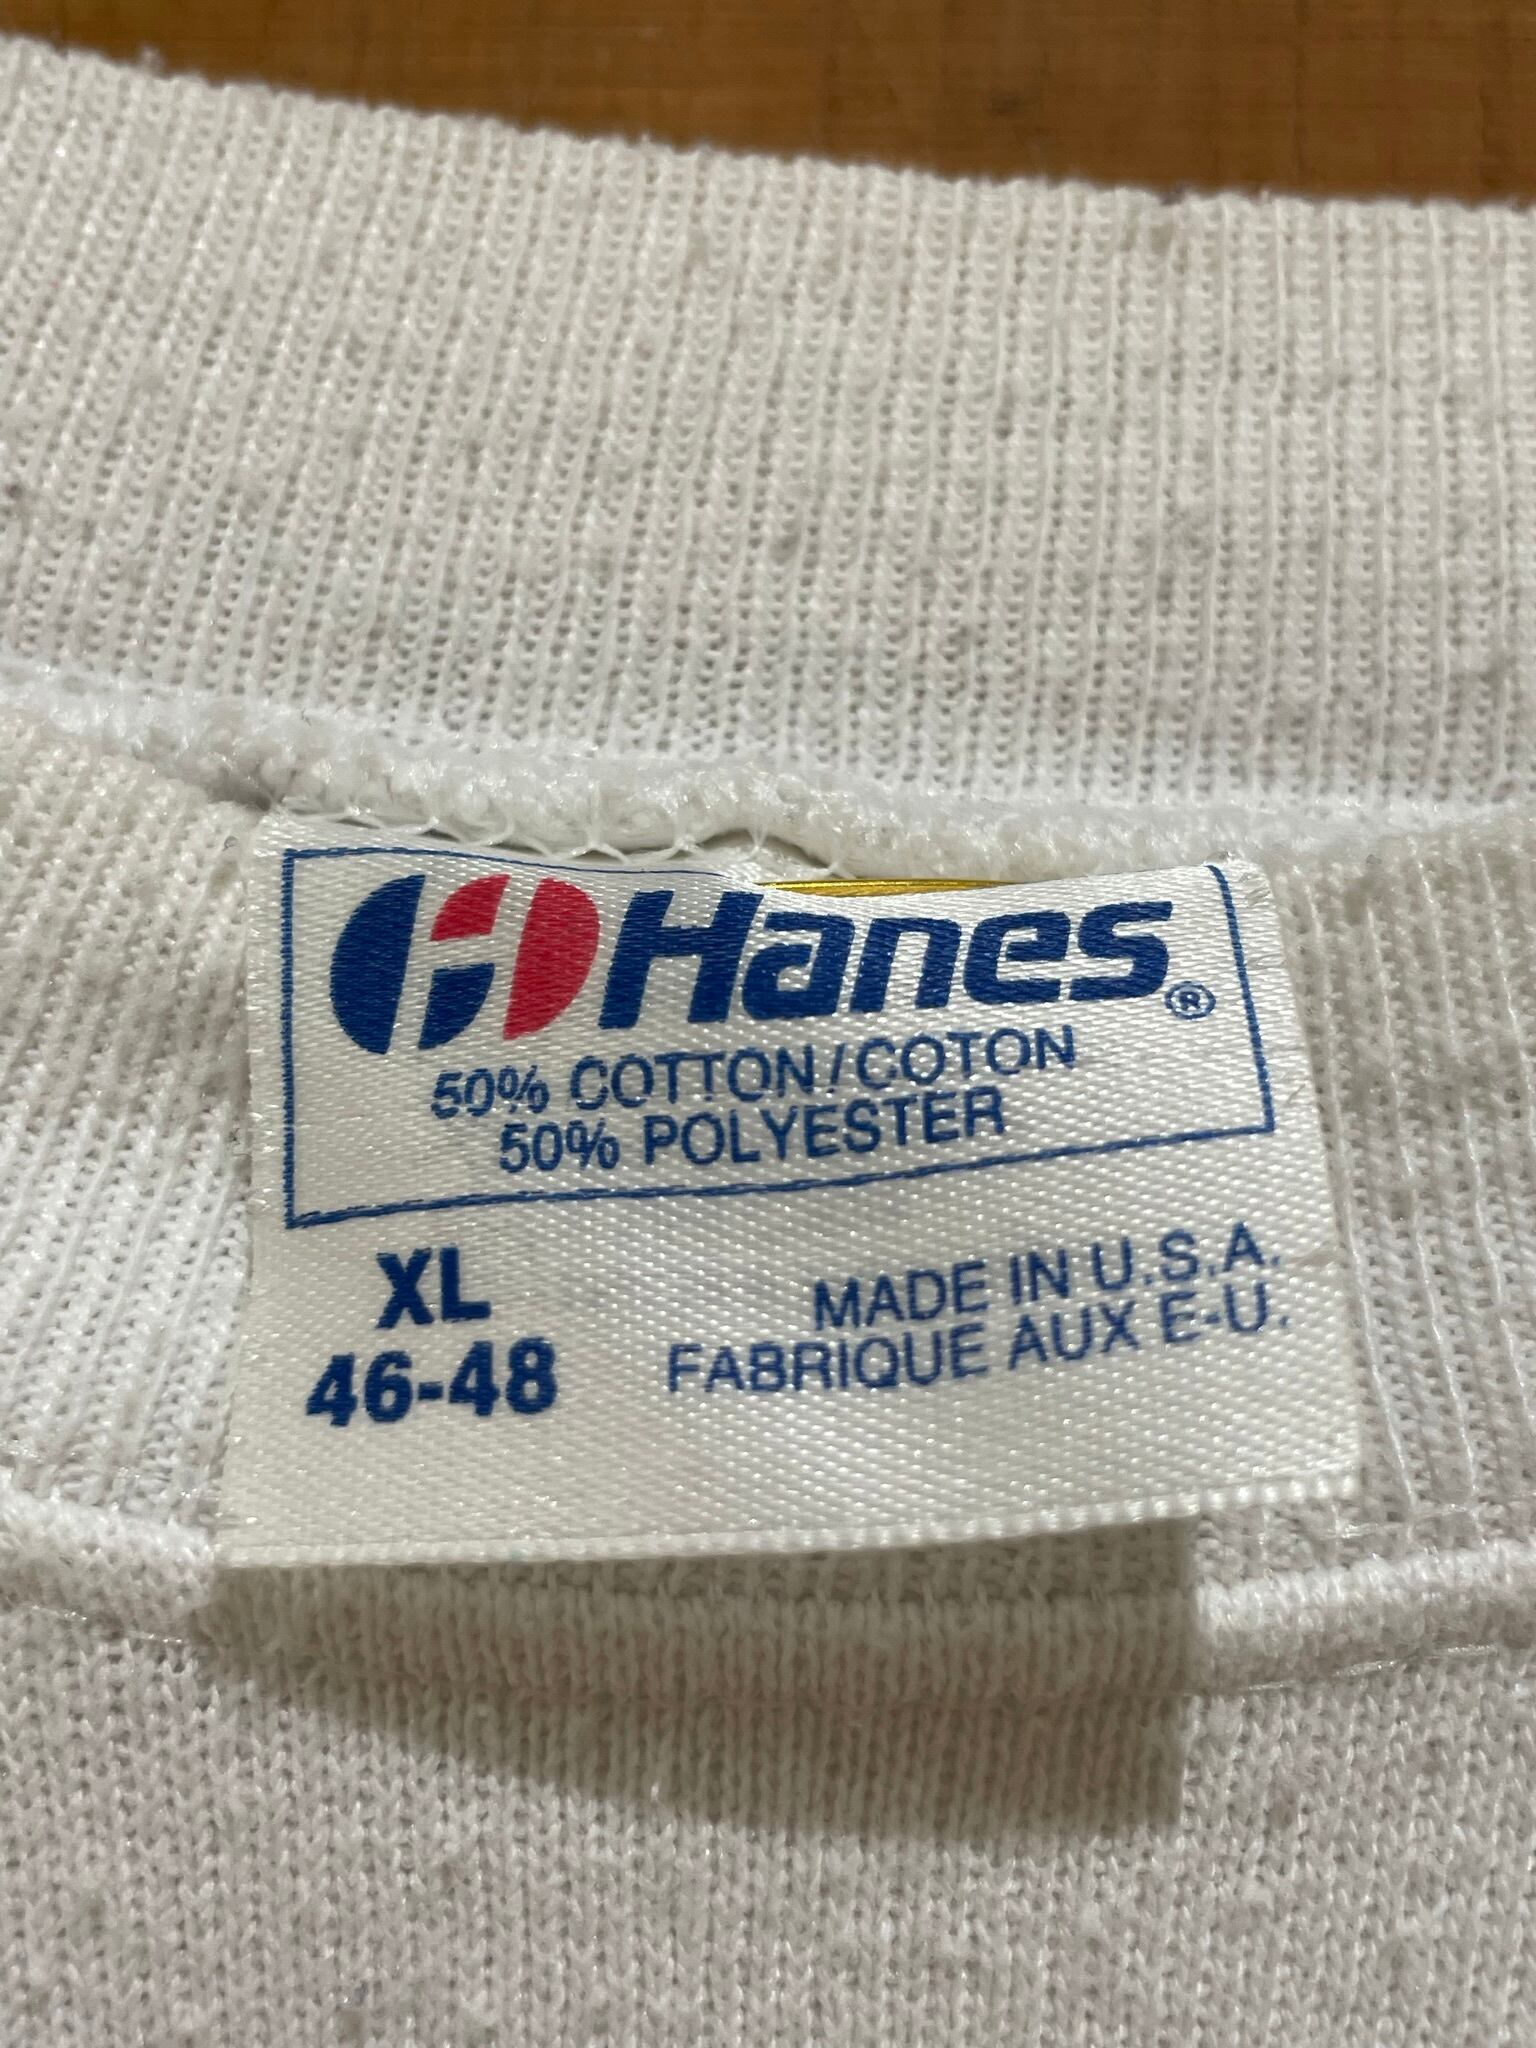 Hanes®
50% COTTON/COTON
50% POLYESTER
XL
46-48
MADE IN U.S.A.
FABRIQUE AUX E-U.